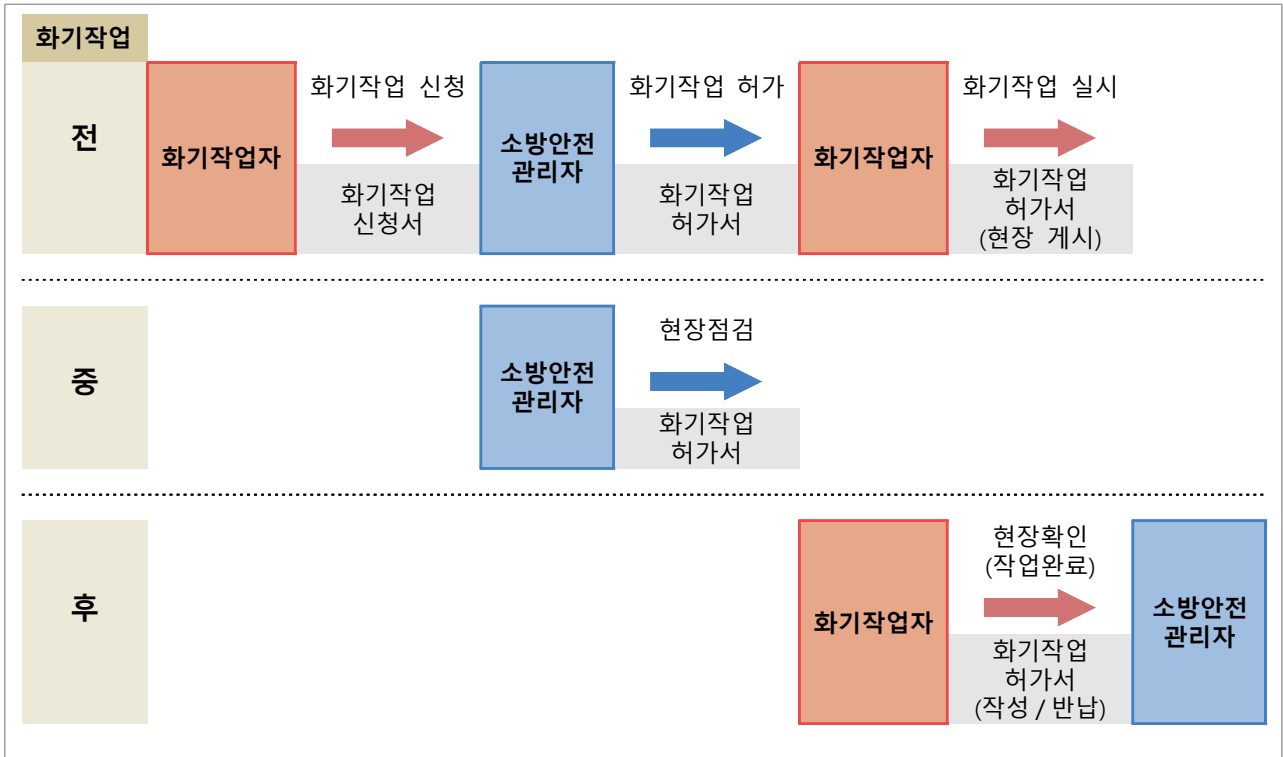 화기작업
전
화기작업자
화기작업 신청
화기작업
신청서
소방안전
관리자
화기작업 허가
화기작업
허가서
화기작업자
화기작업 실시
화기작업
허가서
(현장 게시)
중
소방안전
관리자
현장점검
화기작업
허가서
후
화기작업자
현장확인
(작업완료)
화기작업
허가서
(작성 / 반납)
소방안전
관리자